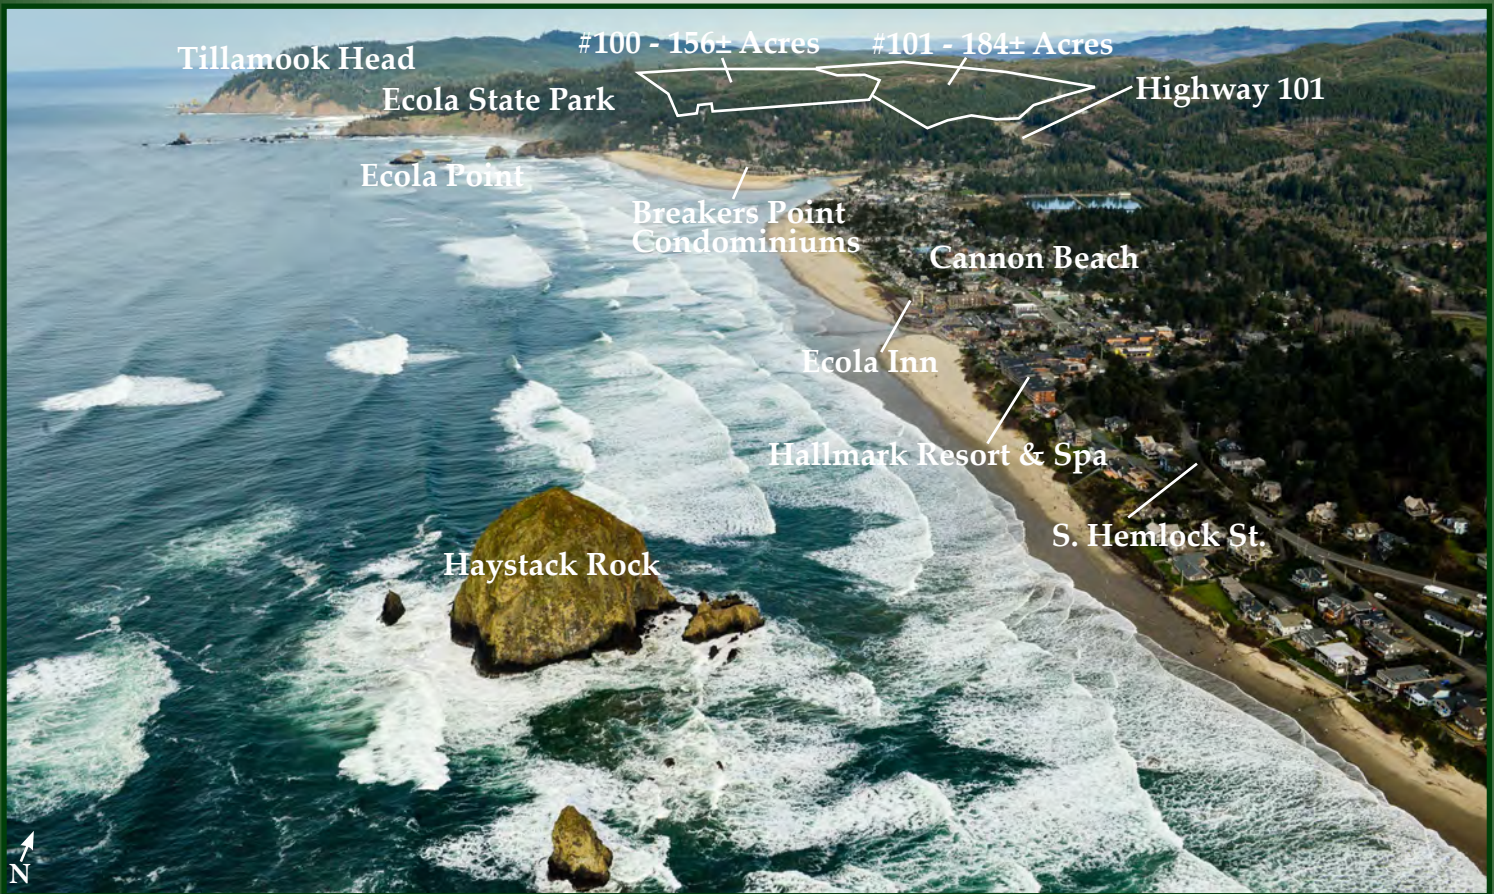 Tillamook Head
#100 - 156± Acres
#101 - 184± Acres
Ecola State Park
Highway 101
Ecola Point
Breakers Point
Condominiums
Cannon Beach
Ecola Inn
Hallmark Resort & Spa
S. Hemlock St.
Haystack Rock
N